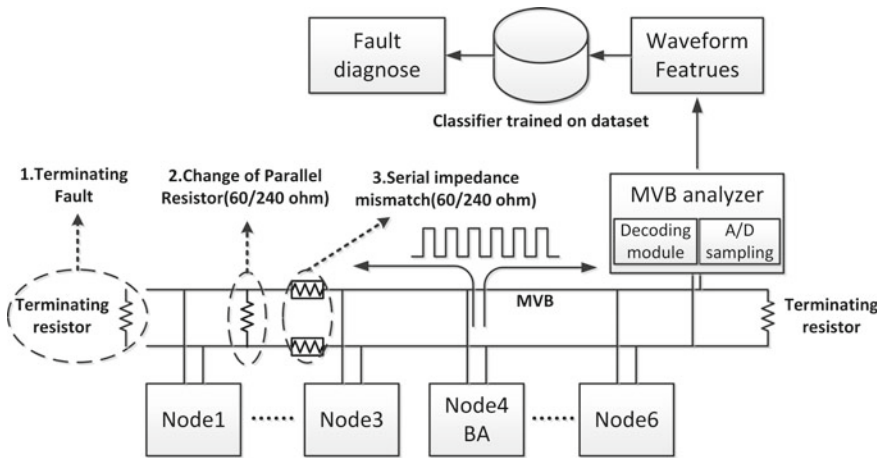 Fault
diagnose
Waveform
Featrues
Classifier trained on dataset
1.Terminating
Fault
2.Change of Parallel
Resistor(60/240 ohm)
3.Serial impedance
mismatch(60/240 ohm)
MVB analyzer
Decoding
module
A/D
sampling
Terminating
resistor
MVB
Terminating
resistor
Node1
Node3
Node4
BA
Node6